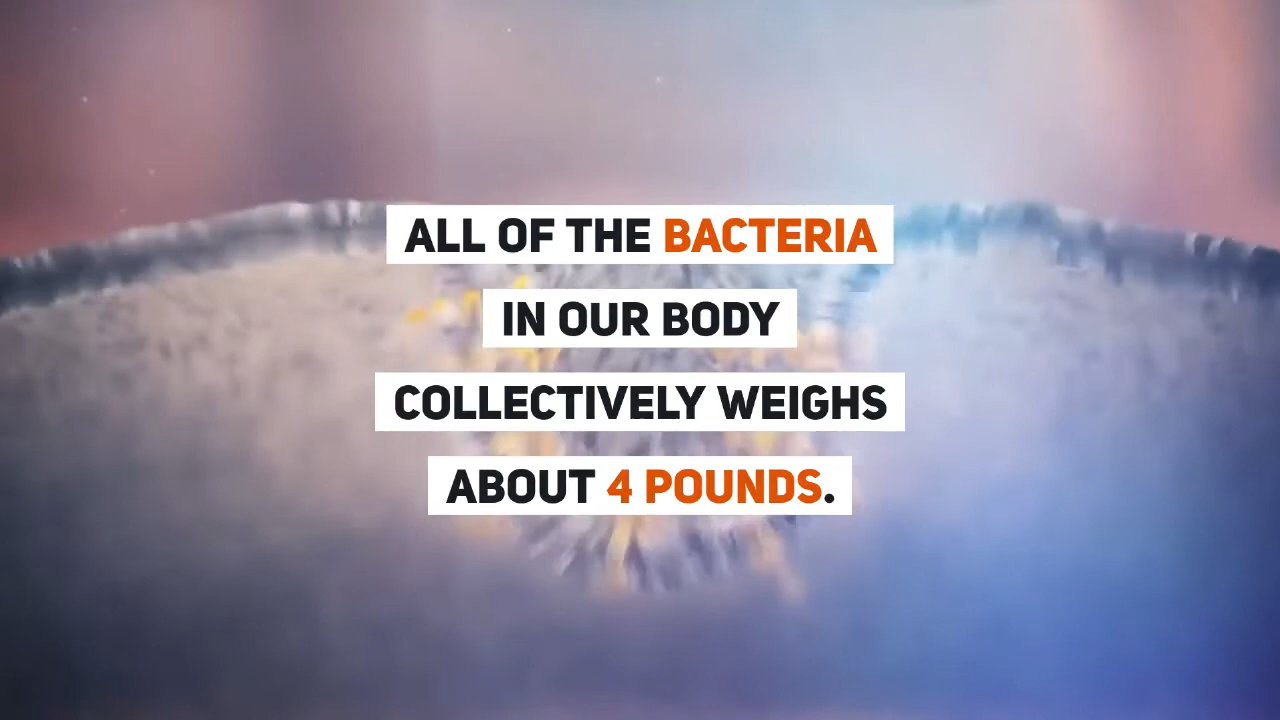 ALL OF THE BACTERIA
IN OUR BODY
COLLECTIVELY WEIGHS
ABOUT 4 POUNDS.